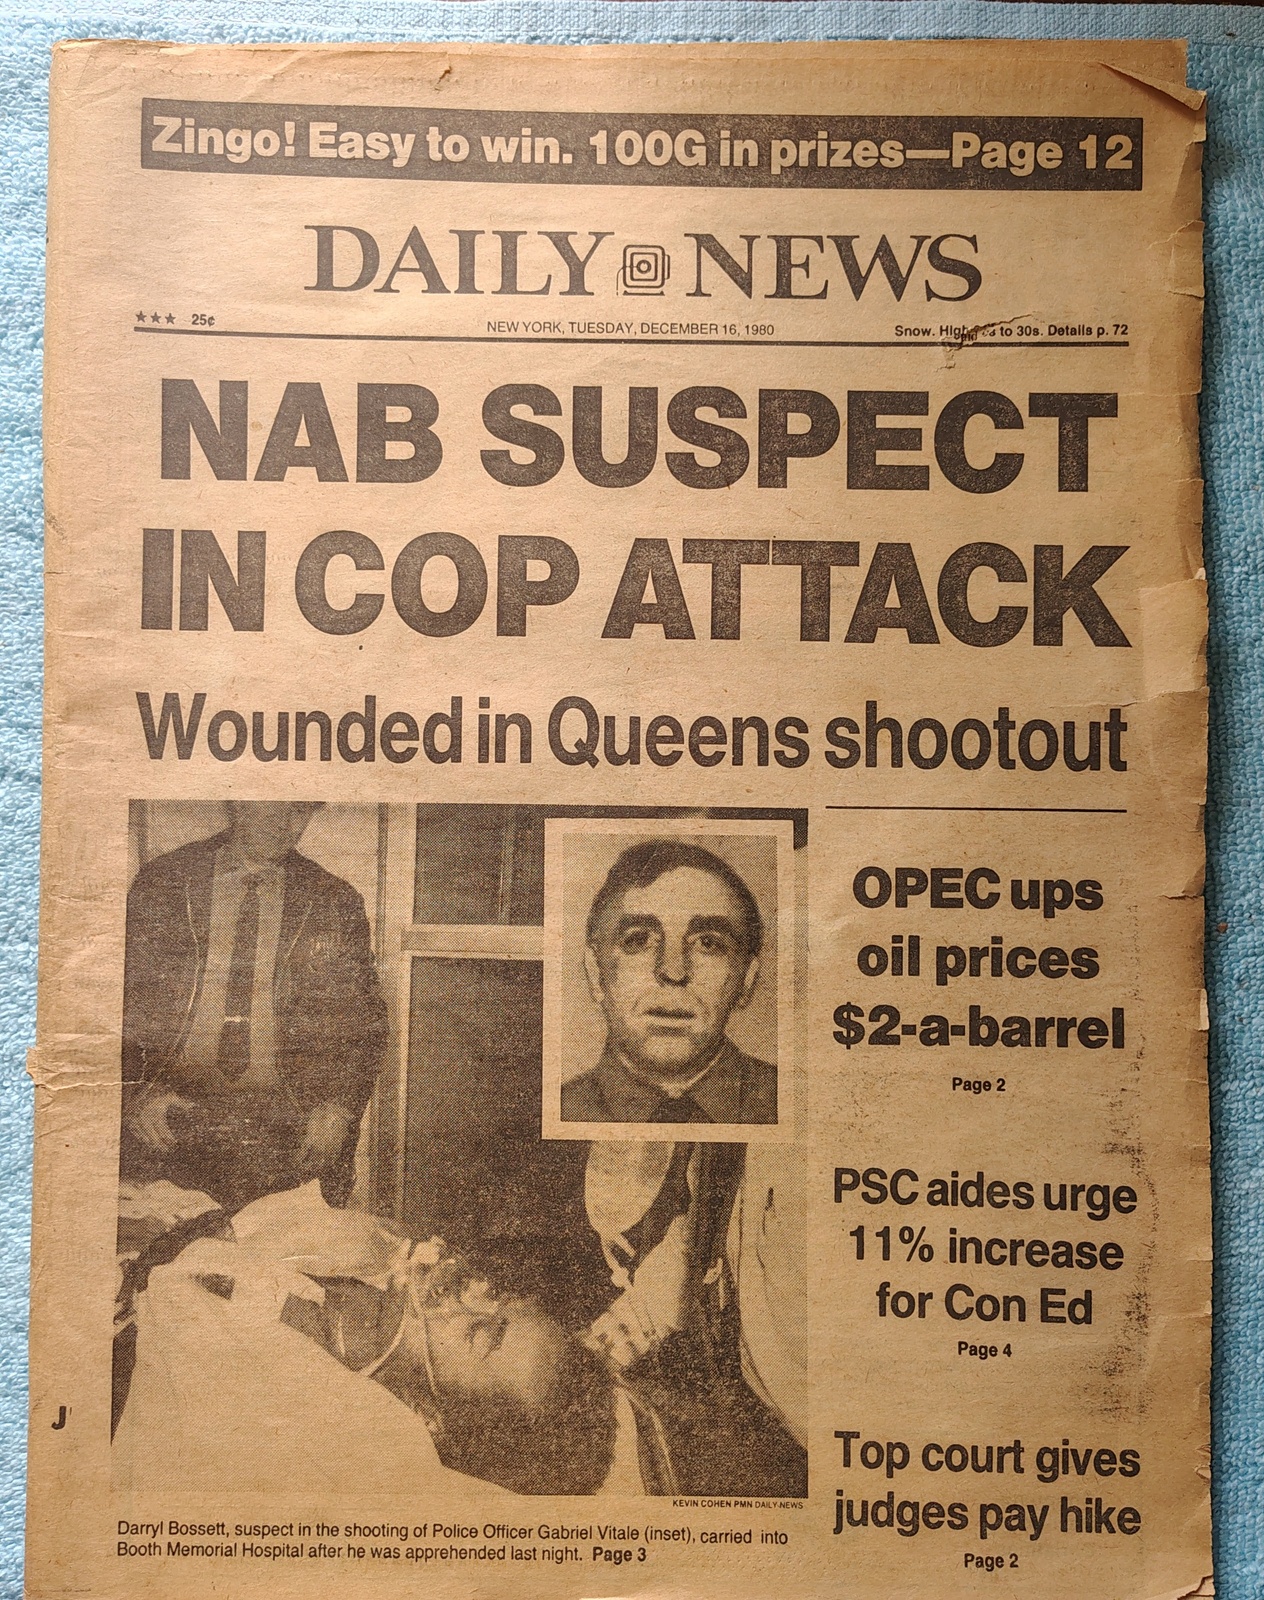 Zingo! Easy to win. 100G in prizes—Page 12
DAILY NEWS
★★★ 25¢
NEW YORK, TUESDAY, DECEMBER 16, 1980
Snow. High to 30s. Details p. 72
NAB SUSPECT
IN COP ATTACK
Wounded in Queens shootout
OPEC ups
oil prices
$2-a-barrel
Page 2
PSC aides urge
11% increase
for Con Ed
Page 4
Top court gives
judges pay hike
Page 2
J
KEVIN COHEN PMN DAILY NEWS
Darryl Bossett, suspect in the shooting of Police Officer Gabriel Vitale (inset), carried into
Booth Memorial Hospital after he was apprehended last night. Page 3